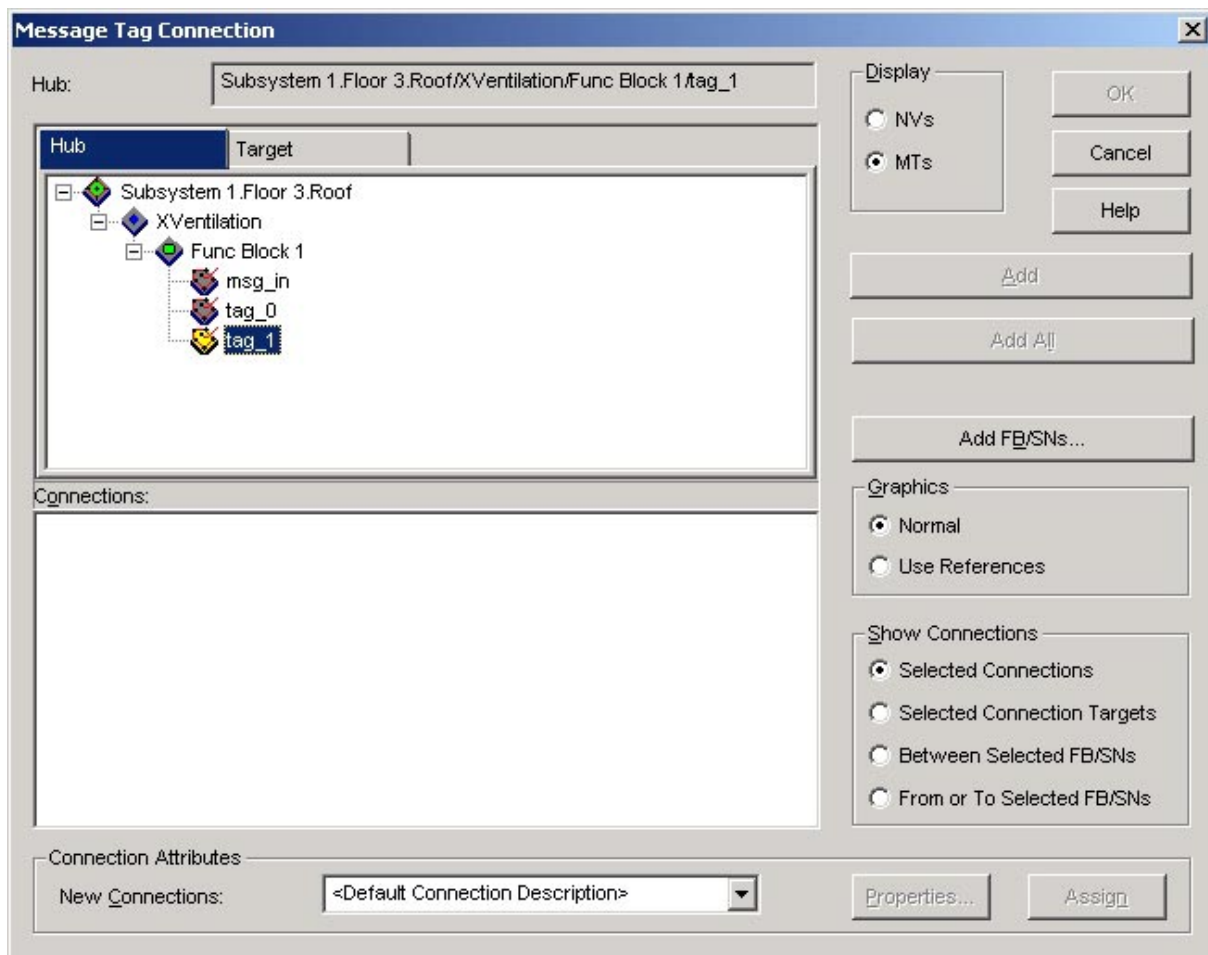 Message Tag Connection
Hub: Subsystem 1.Floor 3.Roof/XVentilation/Func Block 1/tag_1
Hub Target
Subsystem 1.Floor 3.Roof
XVentilation
Func Block 1
msg_in
tag_0
tag_1
Connections:
Connection Attributes
New Connections: <Default Connection Description>
Properties... Assign
Display
NVs
MTs
OK
Cancel
Help
Add
Add All
Add FB/SNs...
Graphics
Normal
Use References
Show Connections
Selected Connections
Selected Connection Targets
Between Selected FB/SNs
From or To Selected FB/SNs